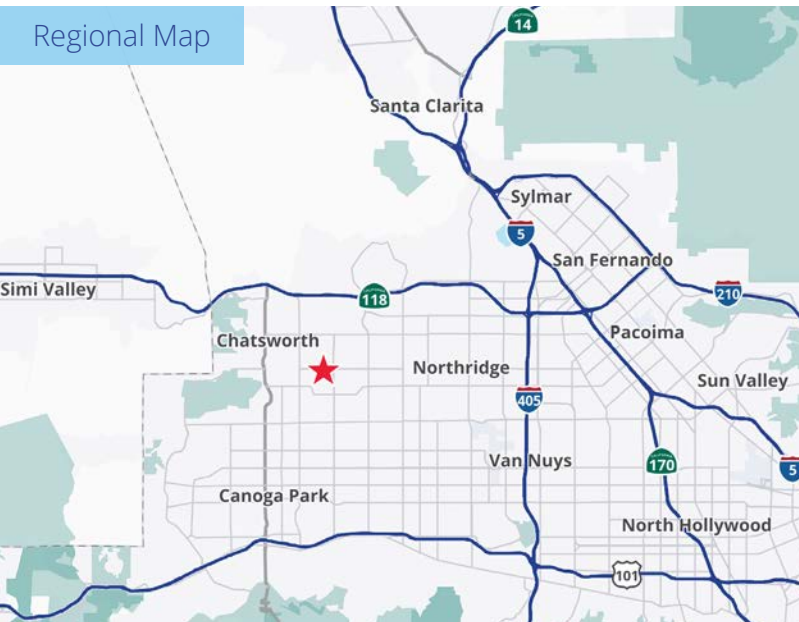 Regional Map
14
Santa Clarita
Sylmar
5
San Fernando
Simi Valley
118
210
Chatsworth
Pacoima
Northridge
Sun Valley
405
Van Nuys
170
5
Canoga Park
North Hollywood
101